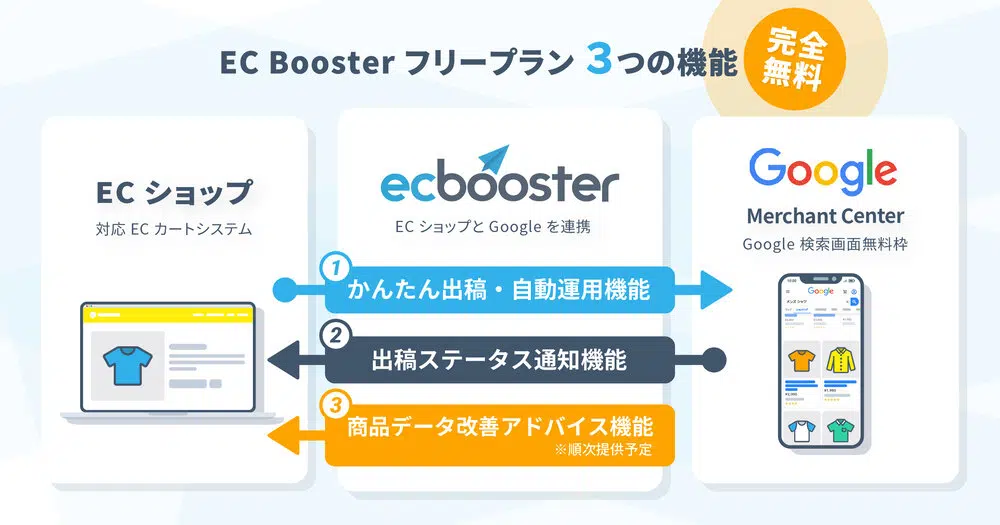 EC Booster フリープラン 3つの機能
完全
無料
EC ショップ
対応 EC カートシステム
ecbooster
EC ショップと Google を連携
Google
Merchant Center
Google 検索画面無料枠
1
かんたん出稿・自動運用機能
2
出稿ステータス通知機能
3
商品データ改善アドバイス機能
※順次提供予定
Google
メンズ シャツ